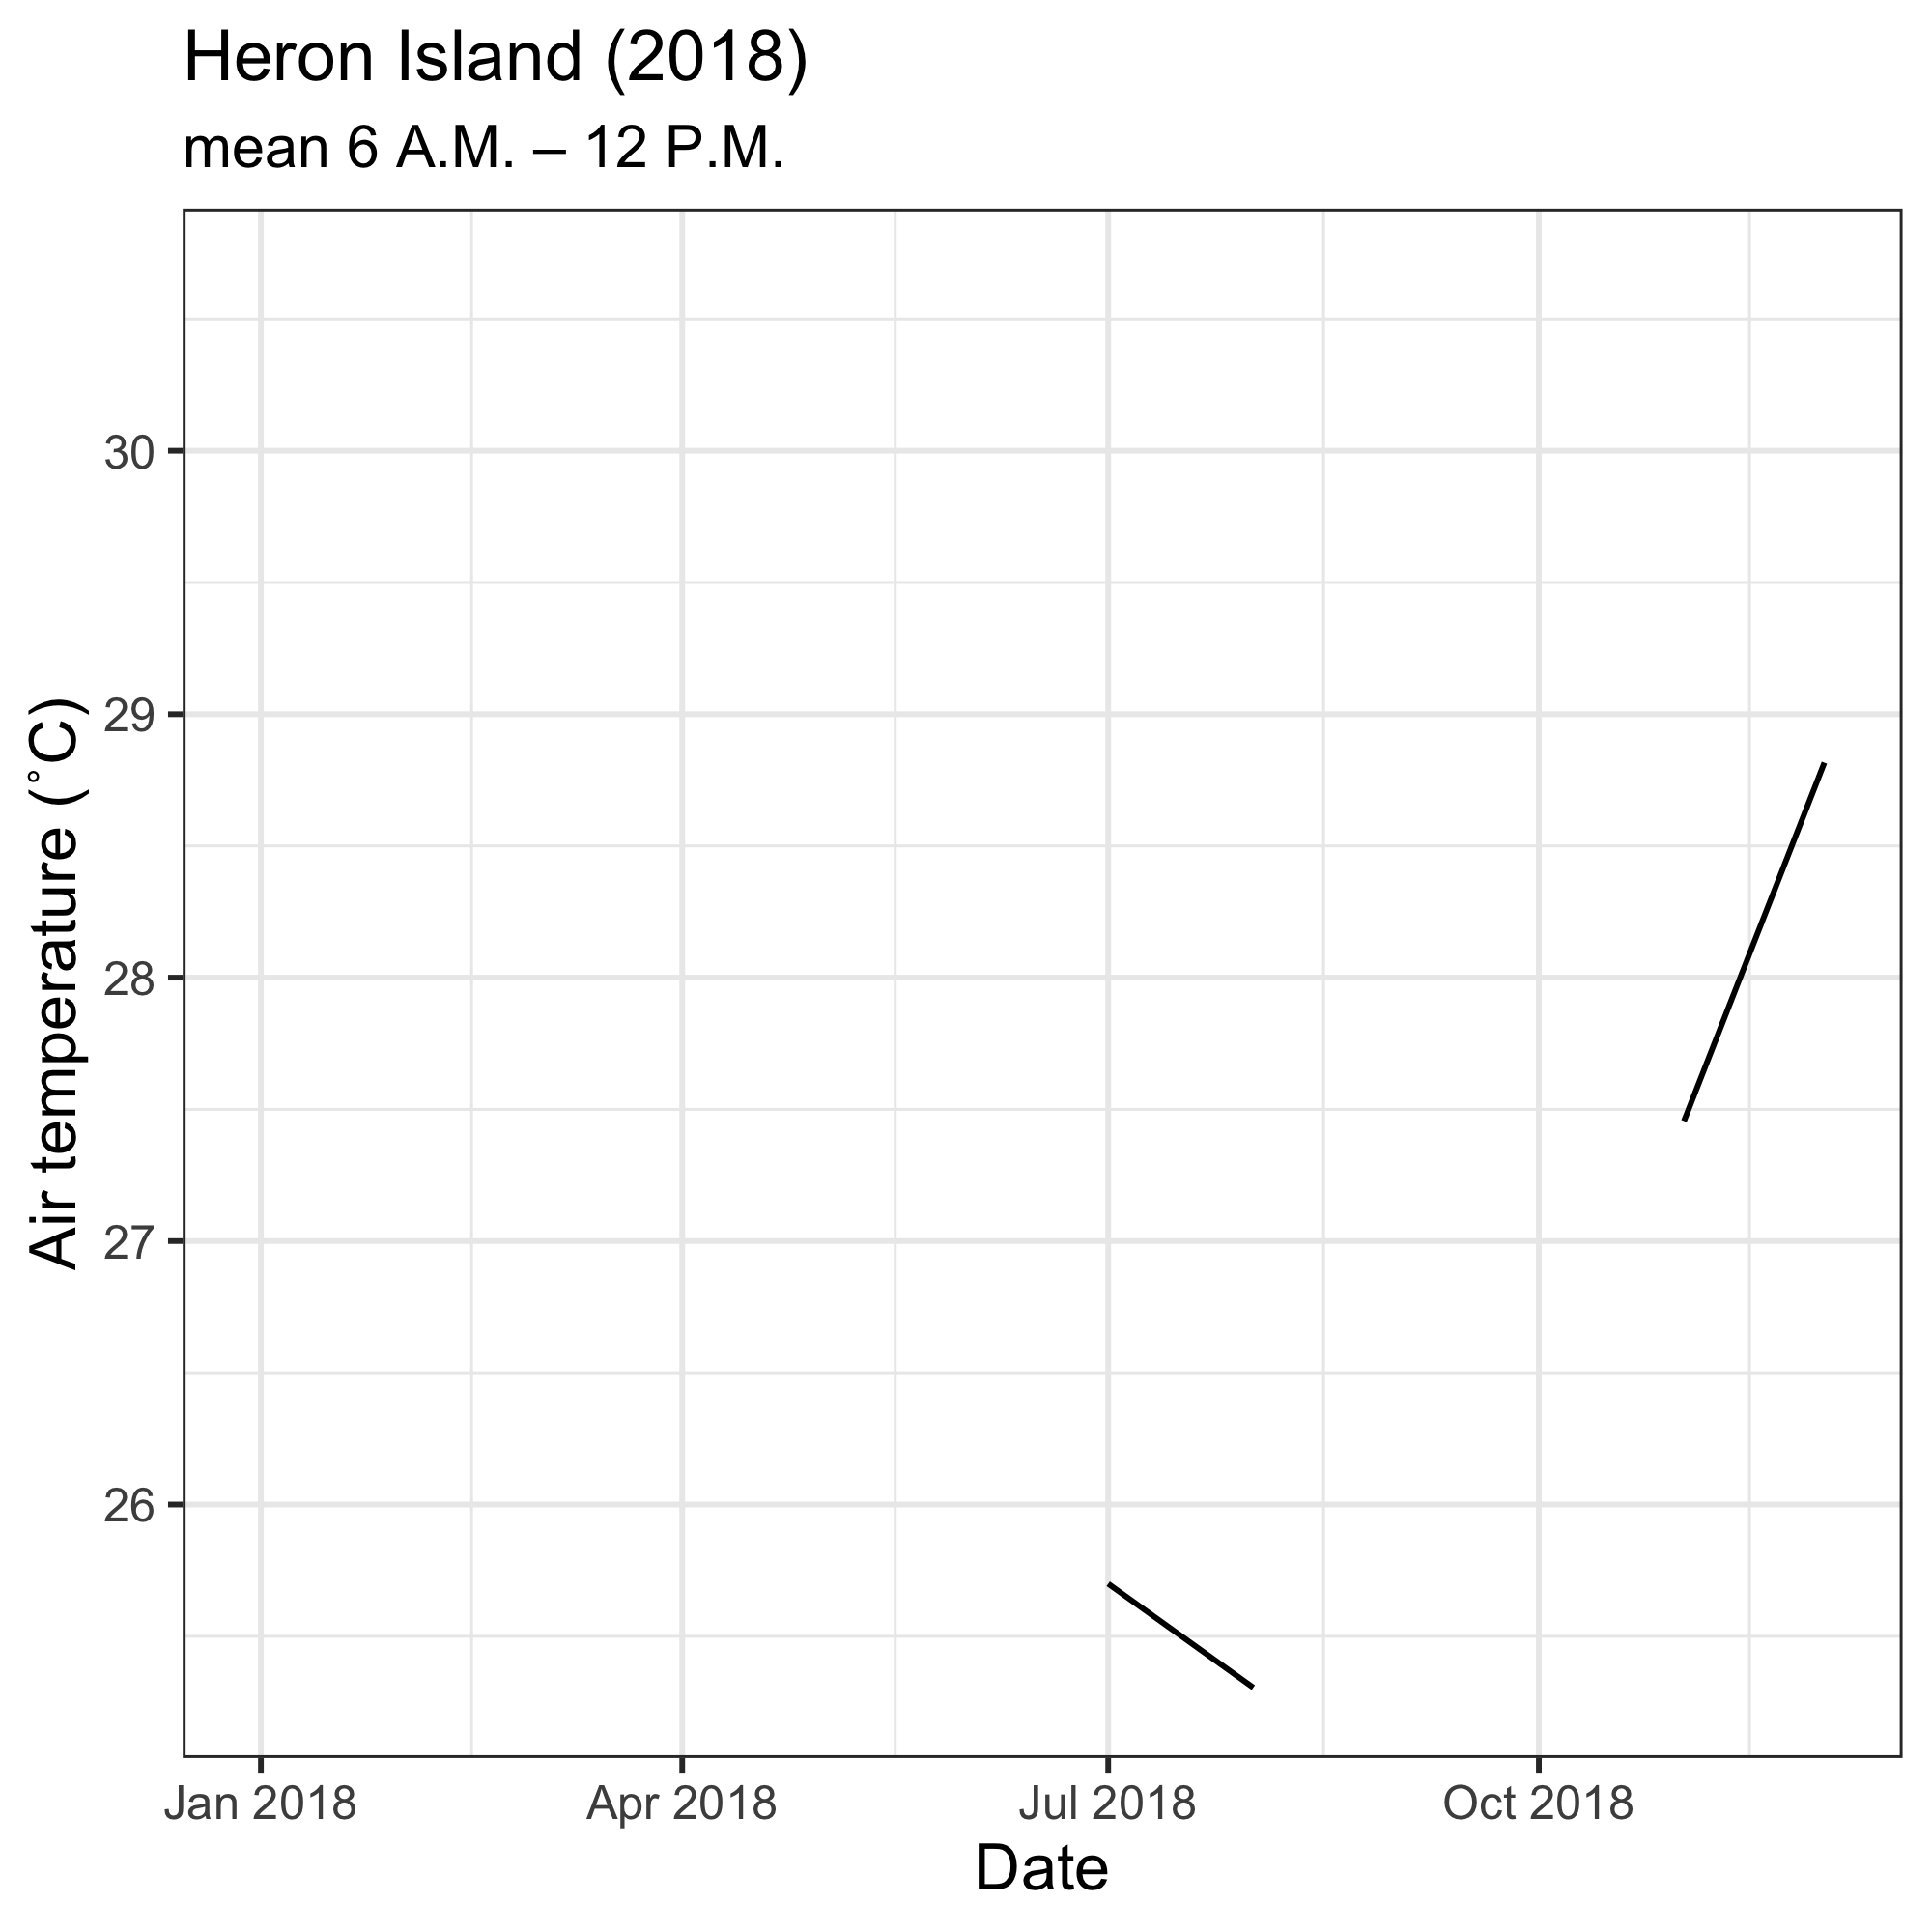 Heron Island (2018)
mean 6 A.M. – 12 P.M.
Air temperature (°C)
30
29
28
27
26
Jan 2018
Apr 2018
Jul 2018
Oct 2018
Date